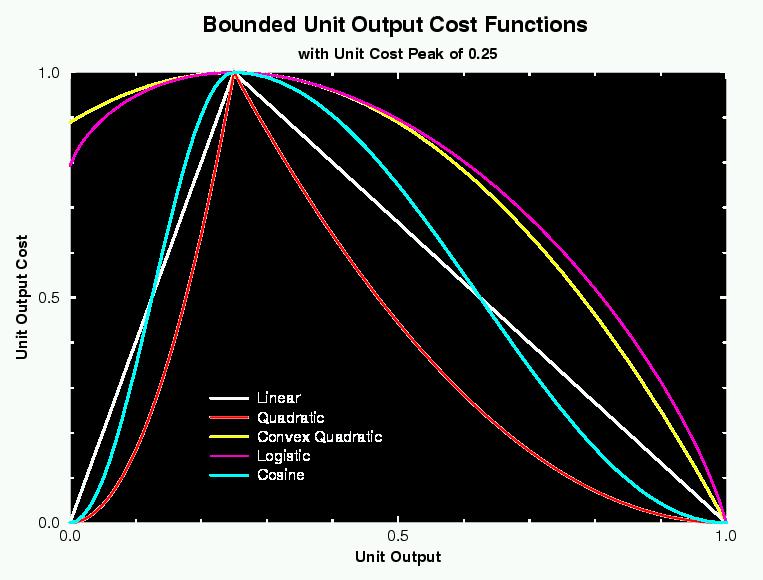 Bounded Unit Output Cost Functions
with Unit Cost Peak of 0.25
1.0
Unit Output Cost
0.5
Linear
Quadratic
Convex Quadratic
Logistic
Cosine
0.0
0.0 0.5 1.0
Unit Output